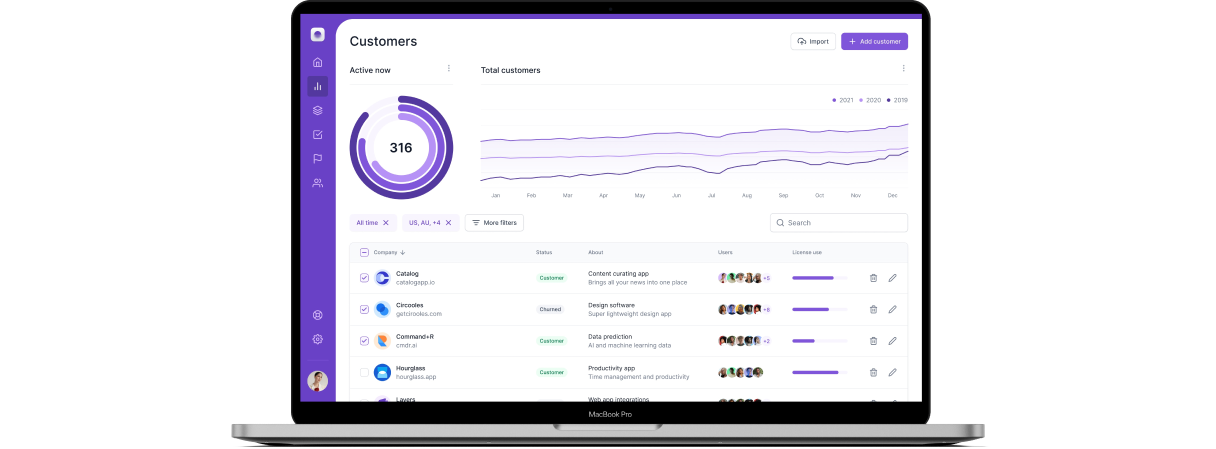 Customers
Import
Add customer
Active now
Total customers
2021 2020 2019
316
Jan Feb Mar Apr May Jun Jul Aug Sep Oct Nov Dec
All time
US, AU, +4
More filters
Search
Company Status About Users License use
Catalog Customer Content curating app
catalogapp.io Brings all your news into one place +5
Circooles Churned Design software
getcirooles.com Super lightweight design app +8
Command+R Customer Data prediction
cmdr.ai AI and machine learning data +2
Hourglass Customer Productivity app
hourglass.app Time management and productivity
Layers Web app integrations
MacBook Pro